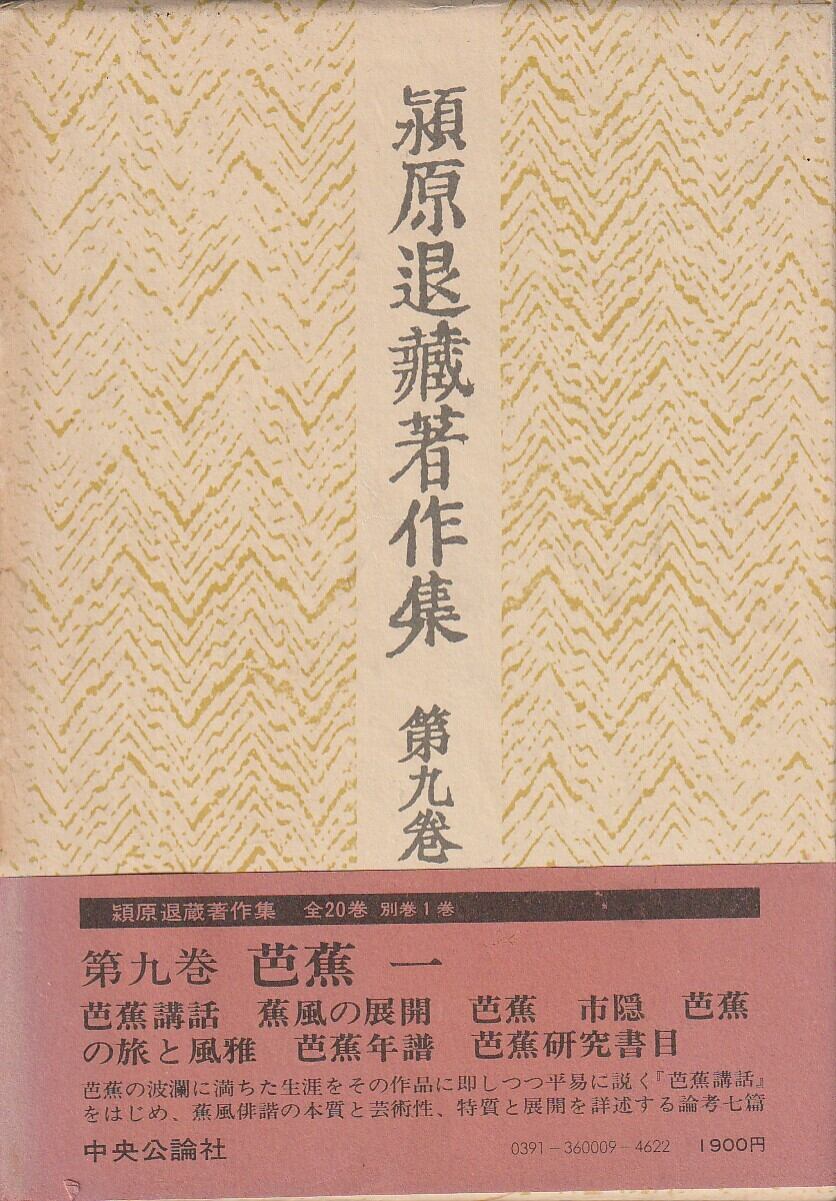 潁原退藏著作集 第九巻
潁原退蔵著作集 全20巻 別巻1巻
第九巻 芭蕉 一
芭蕉講話 蕉風の展開 芭蕉 市隠 芭蕉
の旅と風雅 芭蕉年譜 芭蕉研究書目
芭蕉の波瀾に満ちた生涯をその作品に即しつつ平易に説く『芭蕉講話』
をはじめ、蕉風俳諧の本質と芸術性、特質と展開を詳述する論考七篇
中央公論社 0391-360009-4622 1900円